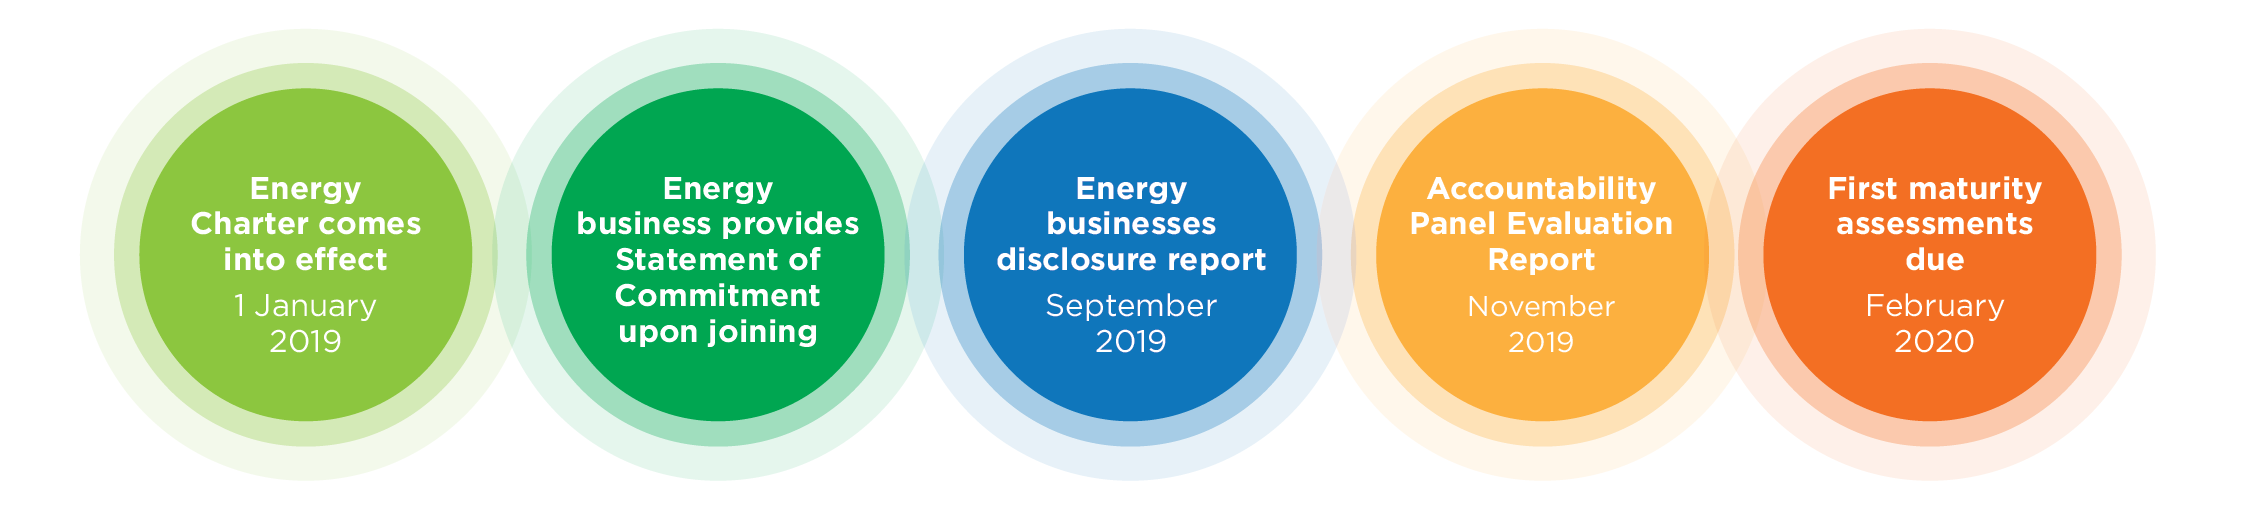 Energy
Charter comes
into effect
1 January
2019
Energy
business provides
Statement of
Commitment
upon joining
Energy
businesses
disclosure report
September
2019
Accountability
Panel Evaluation
Report
November
2019
First maturity
assessments
due
February
2020